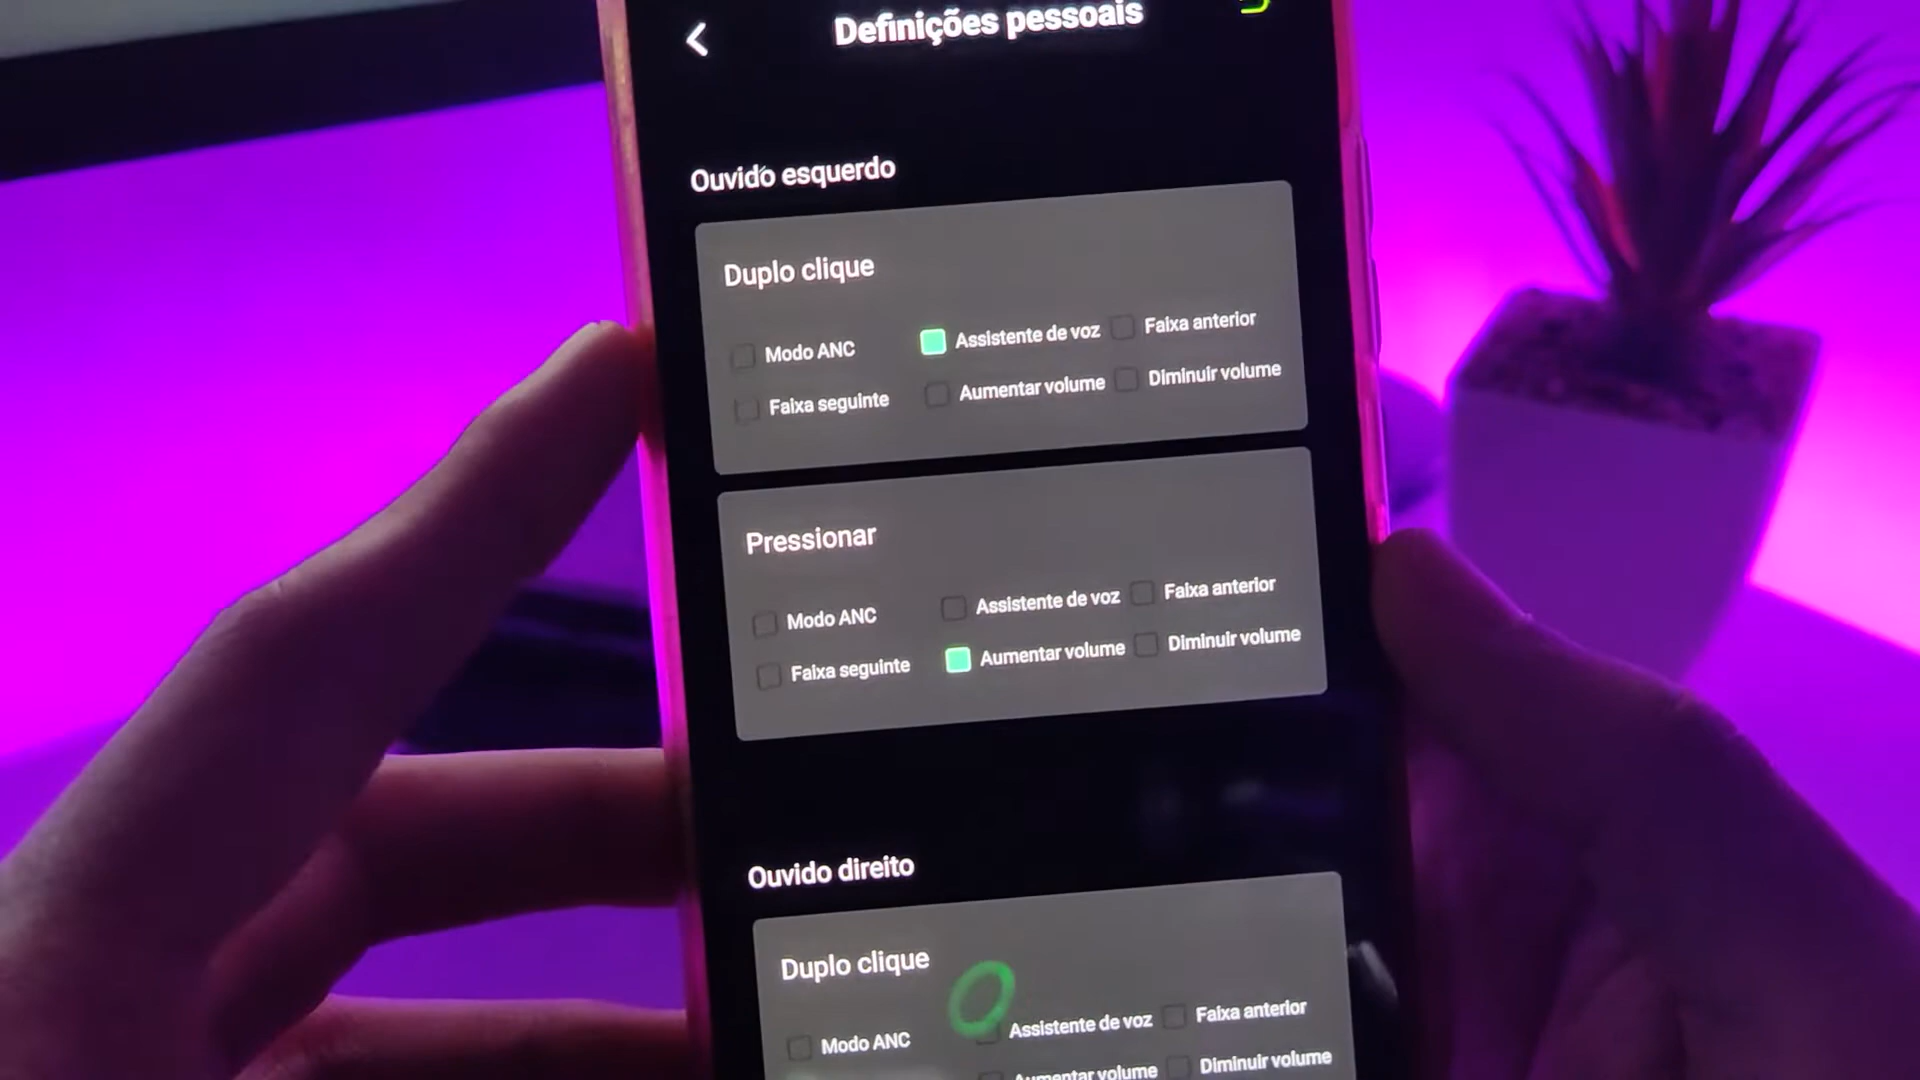 Definições pessoais
Ouvido esquerdo
Duplo clique
Modo ANC Assistente de voz Faixa anterior
Faixa seguinte Aumentar volume Diminuir volume
Pressionar
Modo ANC Assistente de voz Faixa anterior
Faixa seguinte Aumentar volume Diminuir volume
Ouvido direito
Duplo clique
Modo ANC Assistente de voz Faixa anterior
Aumentar volume Diminuir volume